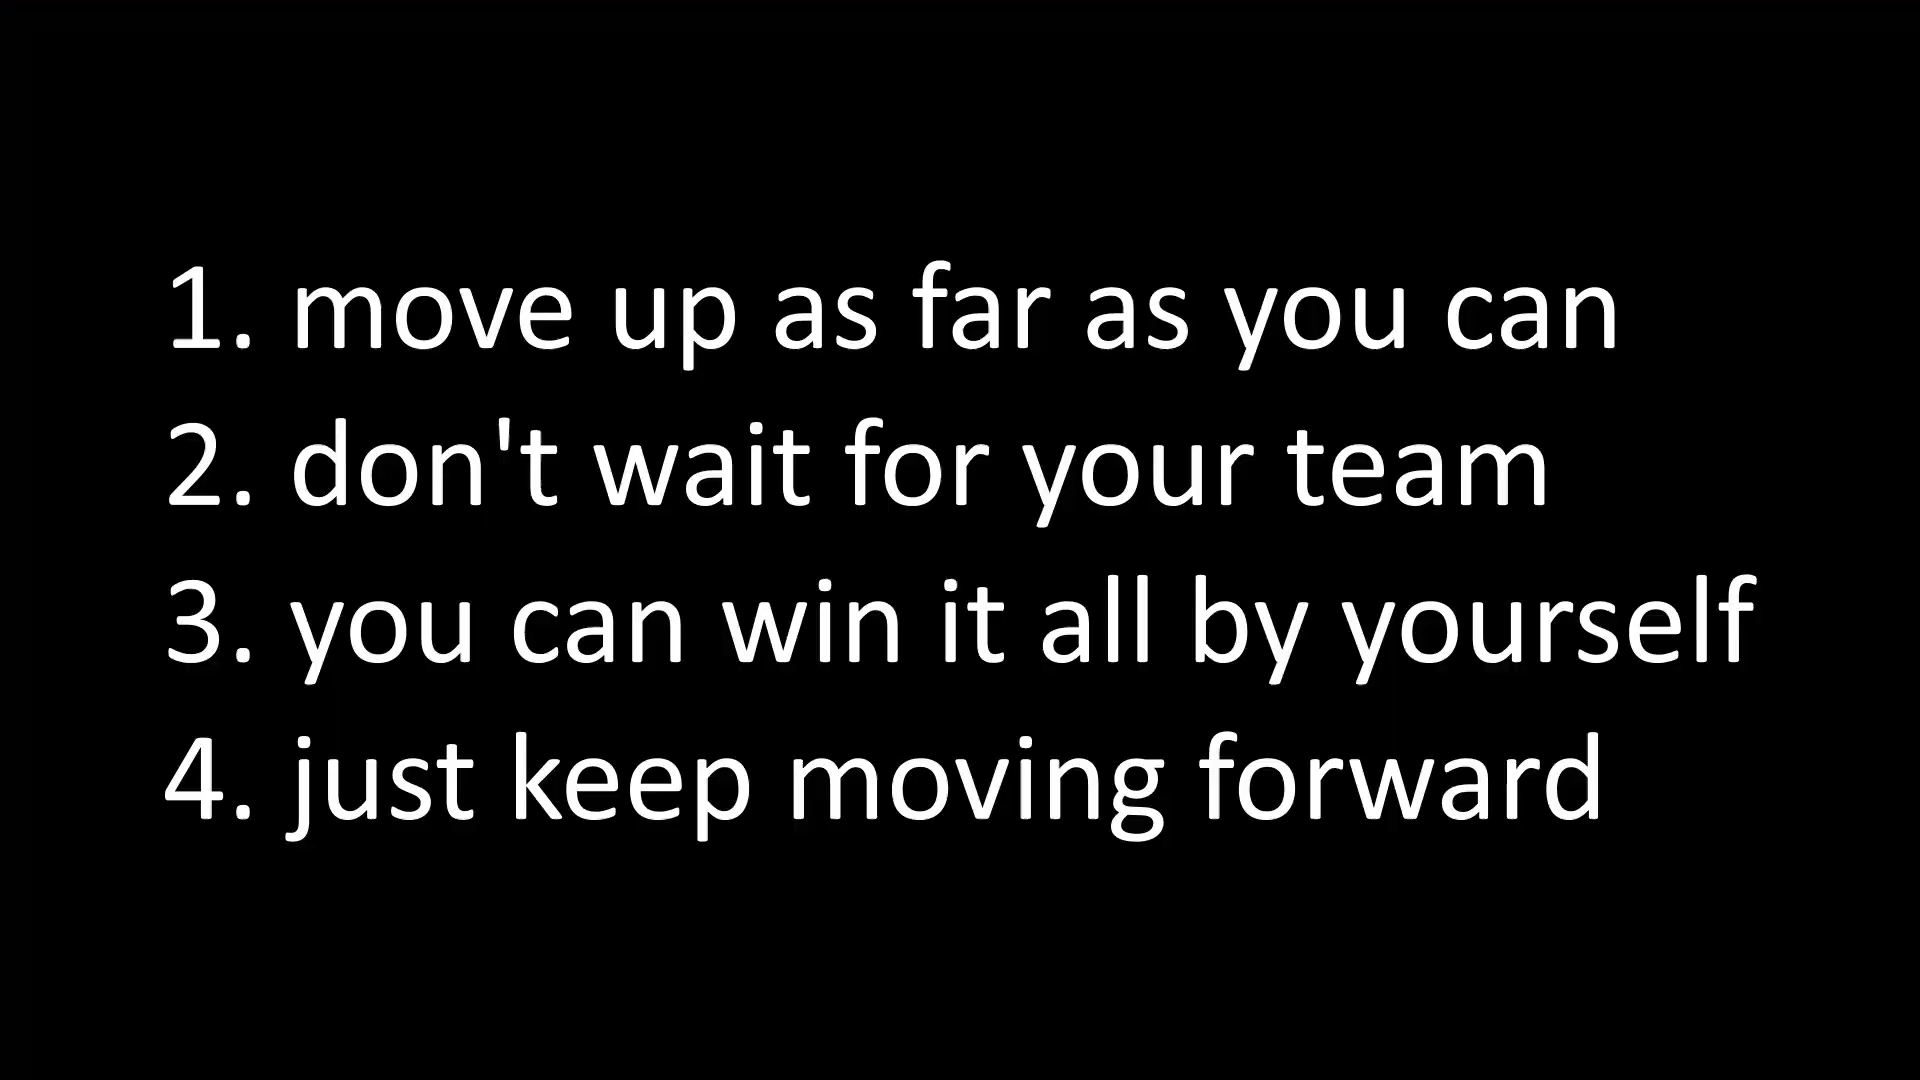 1. move up as far as you can
2. don't wait for your team
3. you can win it all by yourself
4. just keep moving forward